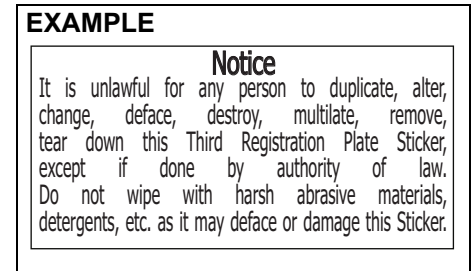 EXAMPLE
Notice
It is unlawful for any person to duplicate, alter,
change, deface, destroy, multilate, remove,
tear down this Third Registration Plate Sticker,
except if done by authority of law.
Do not wipe with harsh abrasive materials,
detergents, etc. as it may deface or damage this Sticker.